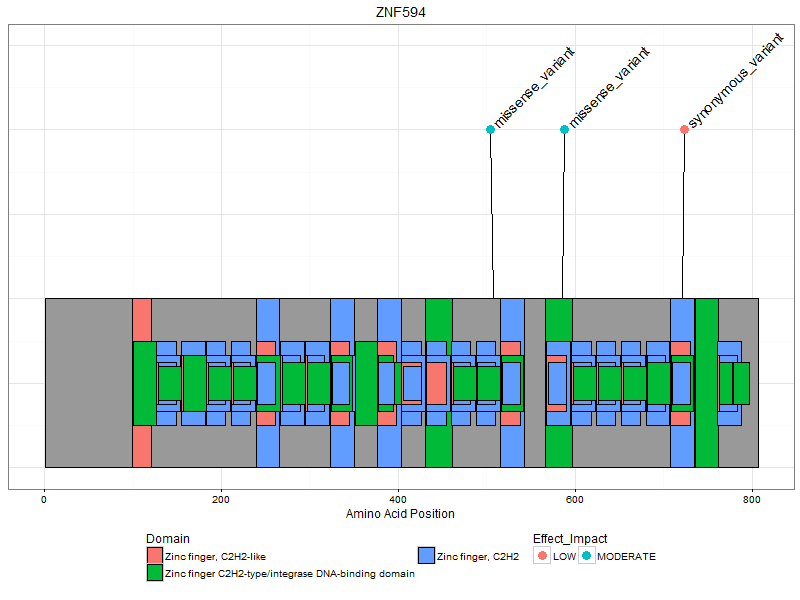 ZNF594
missense_variant
missense_variant
synonymous_variant
0 200 400 600 800
Amino Acid Position
Domain
Zinc finger, C2H2-like
Zinc finger, C2H2
Zinc finger C2H2-type/integrase DNA-binding domain
Effect_Impact
LOW MODERATE